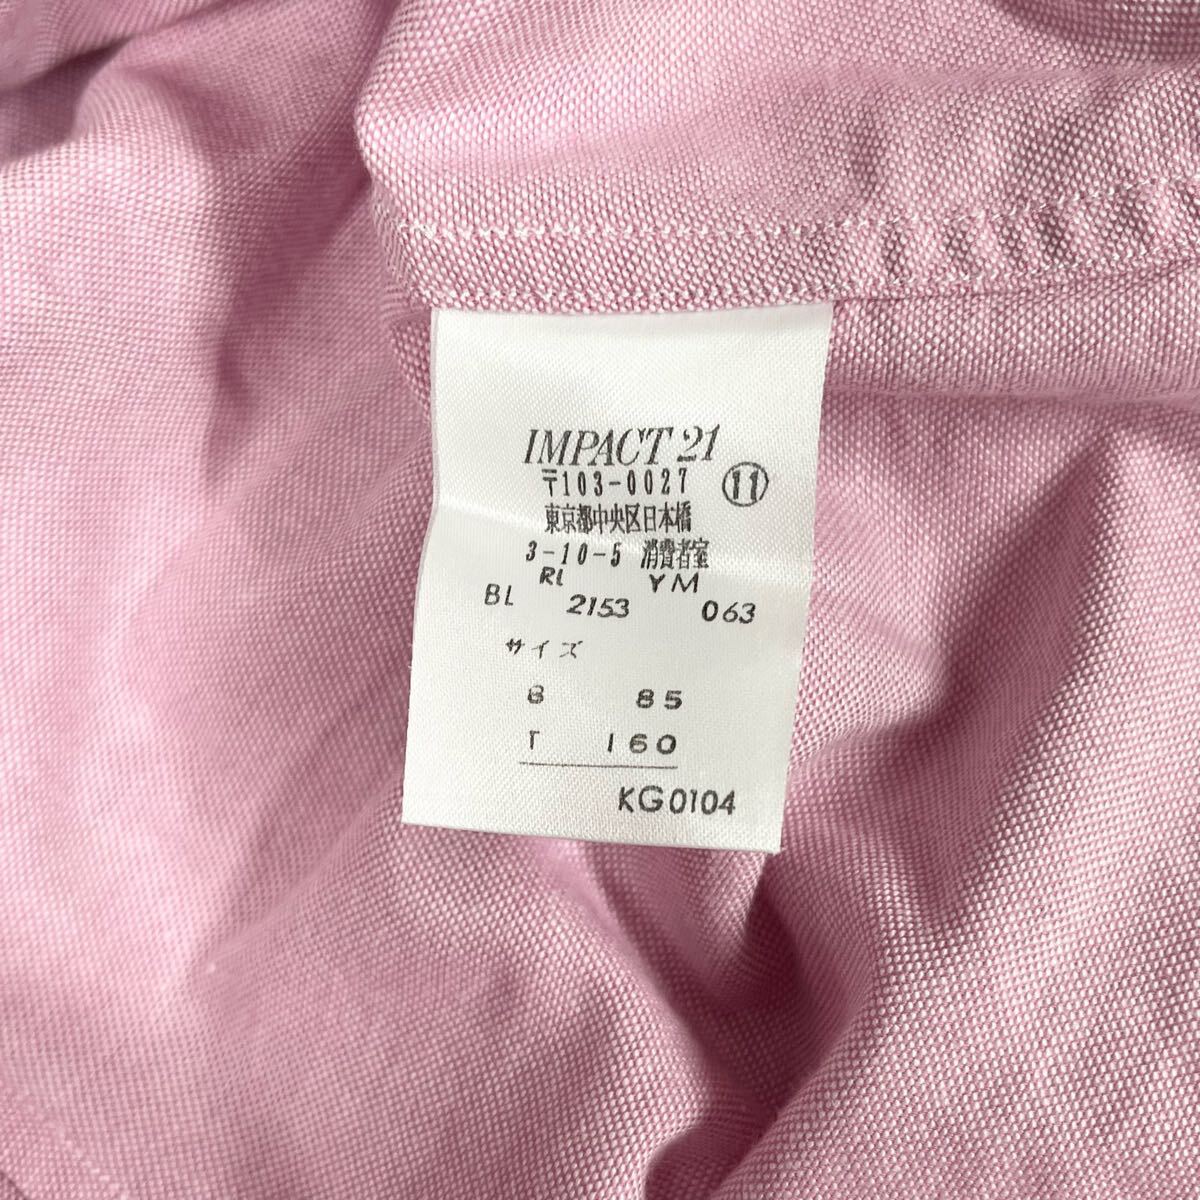 IMPACT 21
〒103-0027 ⑪
東京都中央区日本橋
3-10-5 消費者室
RL YM
BL 2153 063
サイズ
B 85
T 160
KG0104